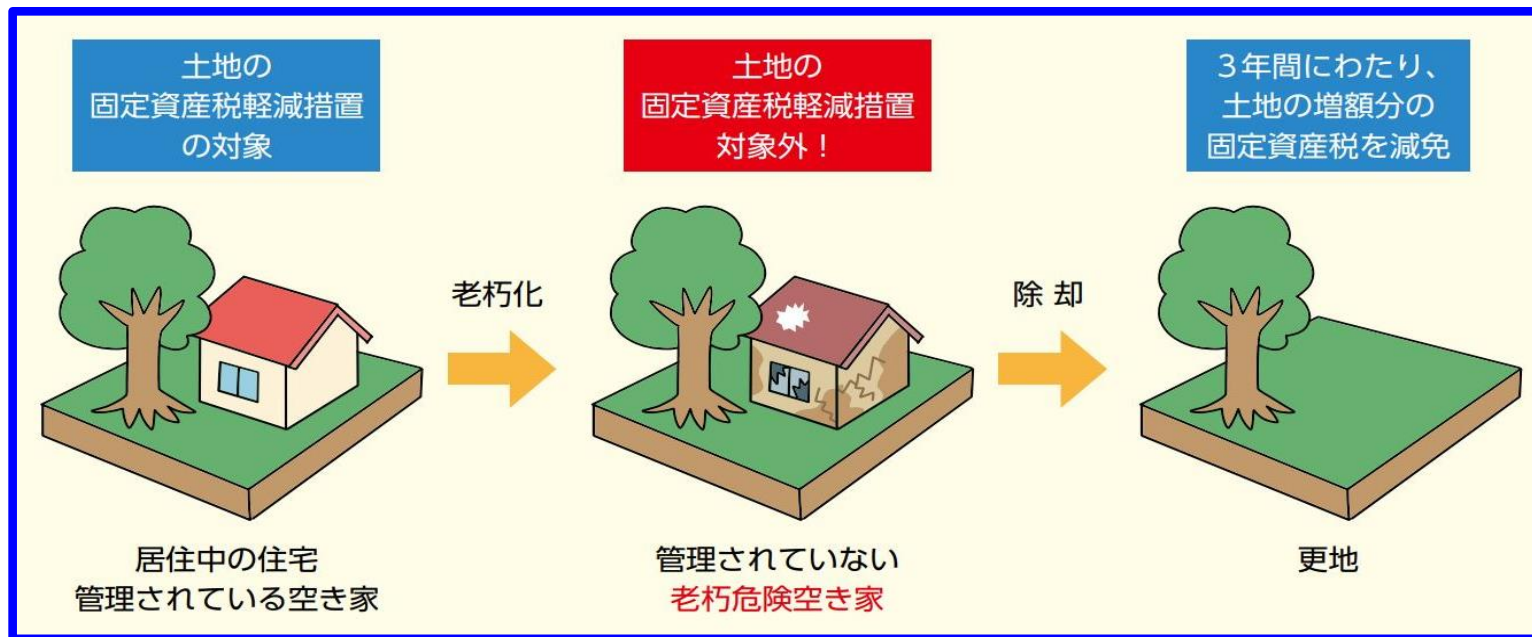 土地の
固定資産税軽減措置
の対象
土地の
固定資産税軽減措置
対象外！
３年間にわたり、
土地の増額分の
固定資産税を減免
老朽化
除 却
居住中の住宅
管理されている空き家
管理されていない
老朽危険空き家
更地